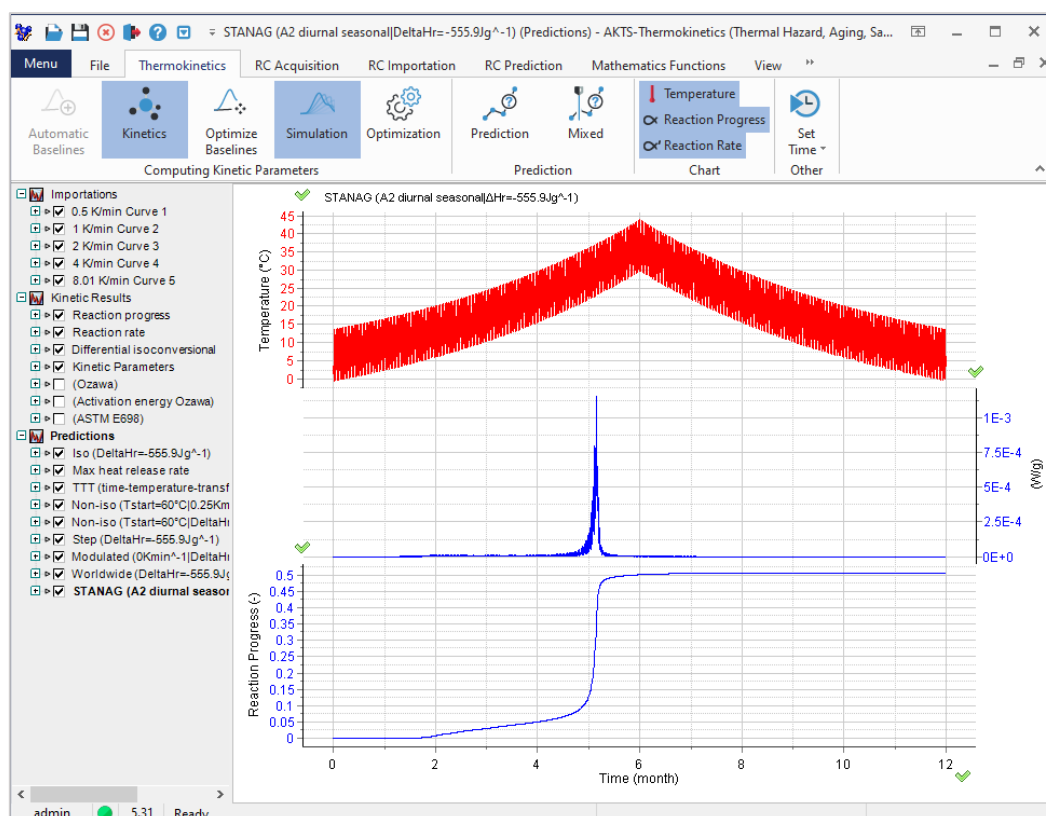 STANAG (A2 diurnal seasonal|DeltaHr=-555.9Jg^-1) (Predictions) - AKTS-Thermokinetics (Thermal Hazard, Aging, Sa...
Menu File Thermokinetics RC Acquisition RC Importation RC Prediction Mathematics Functions View
Automatic Baselines
Kinetics
Optimize Baselines
Simulation
Optimization
Prediction
Mixed
Temperature
Reaction Progress
Reaction Rate
Set Time
Computing Kinetic Parameters Prediction Chart Other
Importations
0.5 K/min Curve 1
1 K/min Curve 2
2 K/min Curve 3
4 K/min Curve 4
8.01 K/min Curve 5
Kinetic Results
Reaction progress
Reaction rate
Differential isoconversional
Kinetic Parameters
(Ozawa)
(Activation energy Ozawa)
(ASTM E698)
Predictions
Iso (DeltaHr=-555.9Jg^-1)
Max heat release rate
TTT (time-temperature-transf
Non-iso (Tstart=60°C|0.25Km
Non-iso (Tstart=60°C|DeltaHr
Step (DeltaHr=-555.9Jg^-1)
Modulated (0Kmin^-1|DeltaHr
Worldwide (DeltaHr=-555.9Jg
STANAG (A2 diurnal season
STANAG (A2 diurnal seasonal|ΔHr=-555.9Jg^-1)
Temperature (°C)
45
40
35
30
25
20
15
10
5
0
1E-3
7.5E-4
5E-4
2.5E-4
0E+0
(W/g)
Reaction Progress (-)
0.5
0.45
0.4
0.35
0.3
0.25
0.2
0.15
0.1
0.05
0
0 2 4 6 8 10 12
Time (month)
admin 5.31 Ready